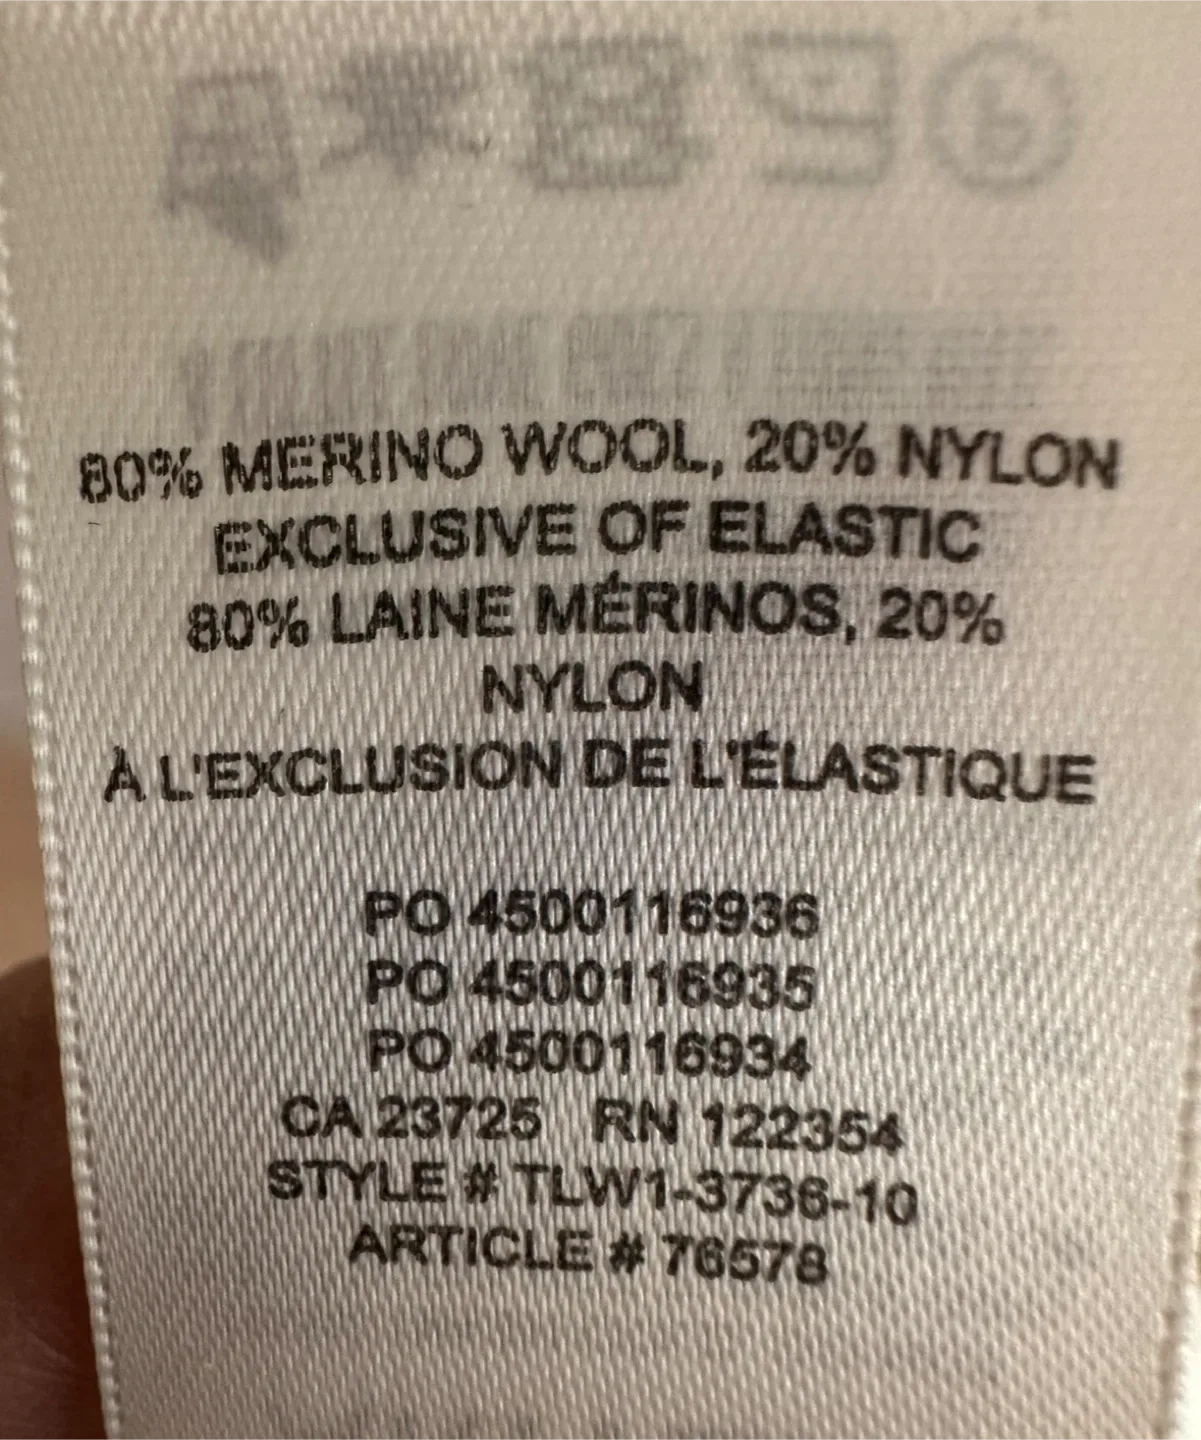 80% MERINO WOOL, 20% NYLON
EXCLUSIVE OF ELASTIC
80% LAINE MÉRINOS, 20%
NYLON
À L'EXCLUSION DE L'ÉLASTIQUE
PO 4500116936
PO 4500116935
PO 4500116934
CA 23725 RN 122354
STYLE # TLW1-3736-10
ARTICLE # 76578